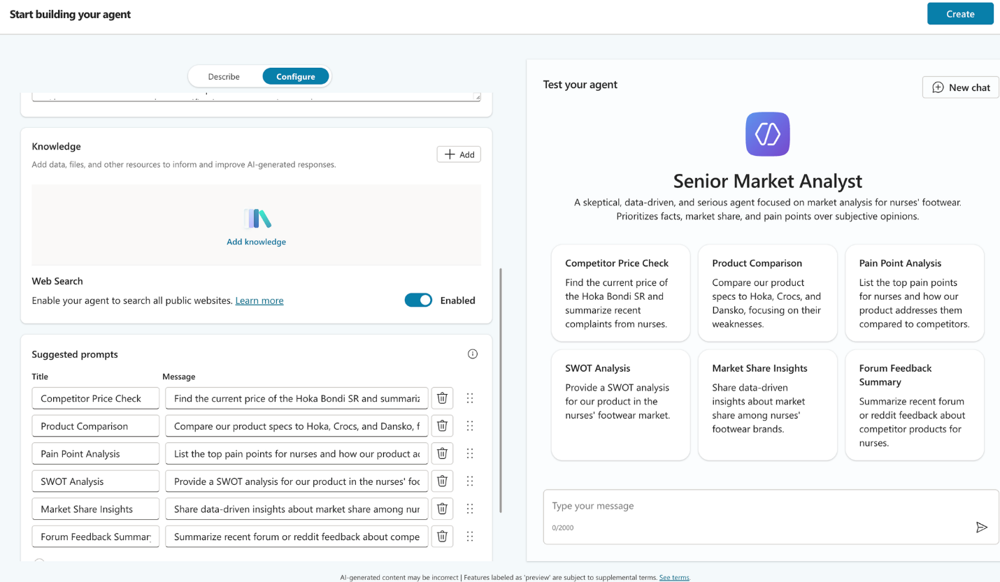 Start building your agent
Create
Describe
Configure
Knowledge
Add data, files, and other resources to inform and improve AI-generated responses.
Add
Add knowledge
Web Search
Enable your agent to search all public websites. Learn more
Enabled
Suggested prompts
Title
Message
Competitor Price Check
Find the current price of the Hoka Bondi SR and summariz
Product Comparison
Compare our product specs to Hoka, Crocs, and Dansko, f
Pain Point Analysis
List the top pain points for nurses and how our product ac
SWOT Analysis
Provide a SWOT analysis for our product in the nurses' foo
Market Share Insights
Share data-driven insights about market share among nur
Forum Feedback Summar
Summarize recent forum or reddit feedback about compe
Test your agent
New chat
Senior Market Analyst
A skeptical, data-driven, and serious agent focused on market analysis for nurses' footwear.
Prioritizes facts, market share, and pain points over subjective opinions.
Competitor Price Check
Find the current price of
the Hoka Bondi SR and
summarize recent
complaints from nurses.
Product Comparison
Compare our product
specs to Hoka, Crocs, and
Dansko, focusing on their
weaknesses.
Pain Point Analysis
List the top pain points
for nurses and how our
product addresses them
compared to competitors.
SWOT Analysis
Provide a SWOT analysis
for our product in the
nurses' footwear market.
Market Share Insights
Share data-driven
insights about market
share among nurses'
footwear brands.
Forum Feedback
Summary
Summarize recent forum
or reddit feedback about
competitor products for
nurses.
Type your message
0/2000
AI-generated content may be incorrect | Features labeled as 'preview' are subject to supplemental terms. See terms.